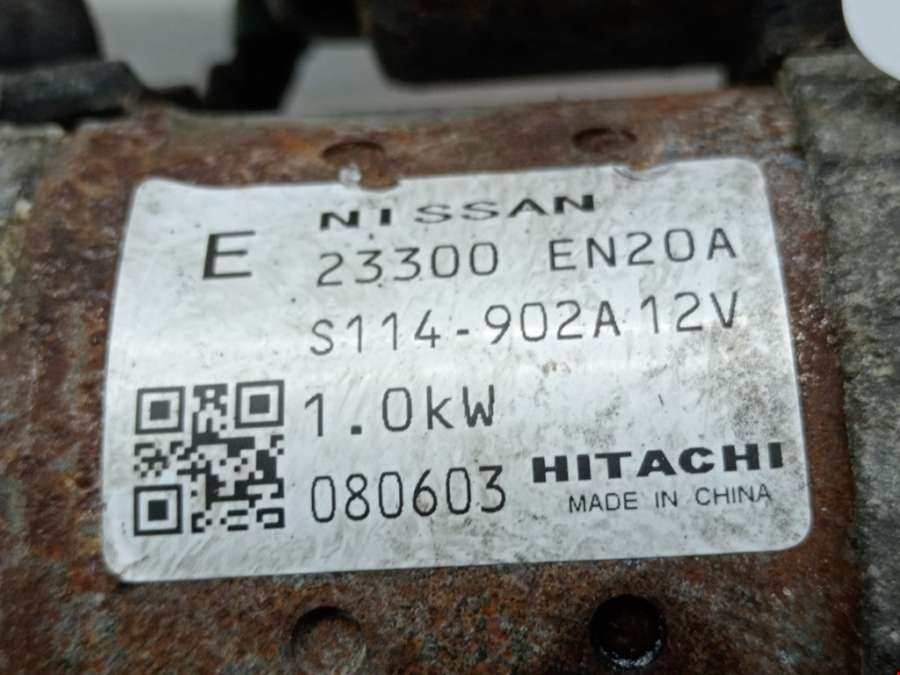 NISSAN
E 23300 EN20A
S114-902A 12V
1.0kW
080603 HITACHI
MADE IN CHINA